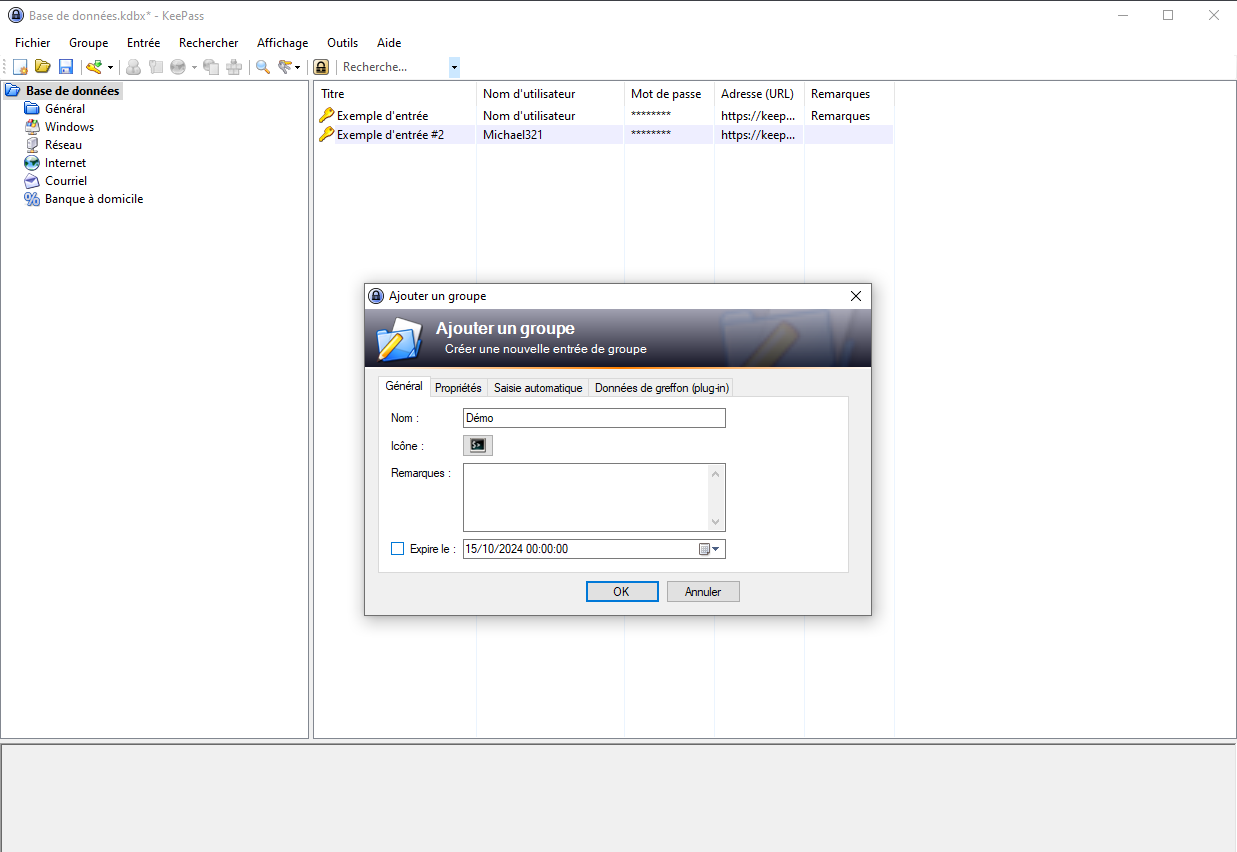 Base de données.kdbx* - KeePass
Fichier Groupe Entrée Rechercher Affichage Outils Aide
Recherche...
Base de données
Général
Windows
Réseau
Internet
Courriel
Banque à domicile
Titre Nom d'utilisateur Mot de passe Adresse (URL) Remarques
Exemple d'entrée Nom d'utilisateur ******** https://keep... Remarques
Exemple d'entrée #2 Michael321 ******** https://keep...
Ajouter un groupe
Ajouter un groupe
Créer une nouvelle entrée de groupe
Général Propriétés Saisie automatique Données de greffon (plug-in)
Nom : Démo
Icône :
Remarques :
Expire le : 15/10/2024 00:00:00
OK Annuler